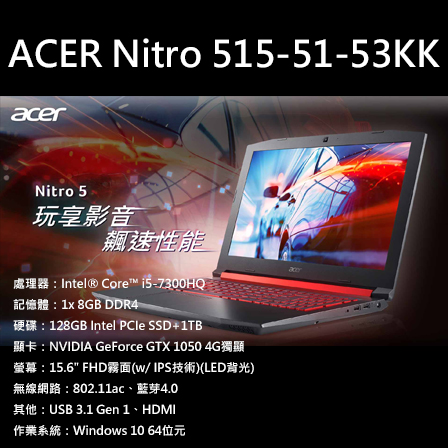 ACER Nitro 515-51-53KK
acer
Nitro 5
玩享影音
飆速性能
acer
處理器：Intel® Core™ i5-7300HQ
記憶體：1x 8GB DDR4
硬碟：128GB Intel PCIe SSD+1TB
顯卡：NVIDIA GeForce GTX 1050 4G獨顯
螢幕：15.6" FHD霧面(w/ IPS技術)(LED背光)
無線網路：802.11ac、藍芽4.0
其他：USB 3.1 Gen 1、HDMI
作業系統：Windows 10 64位元